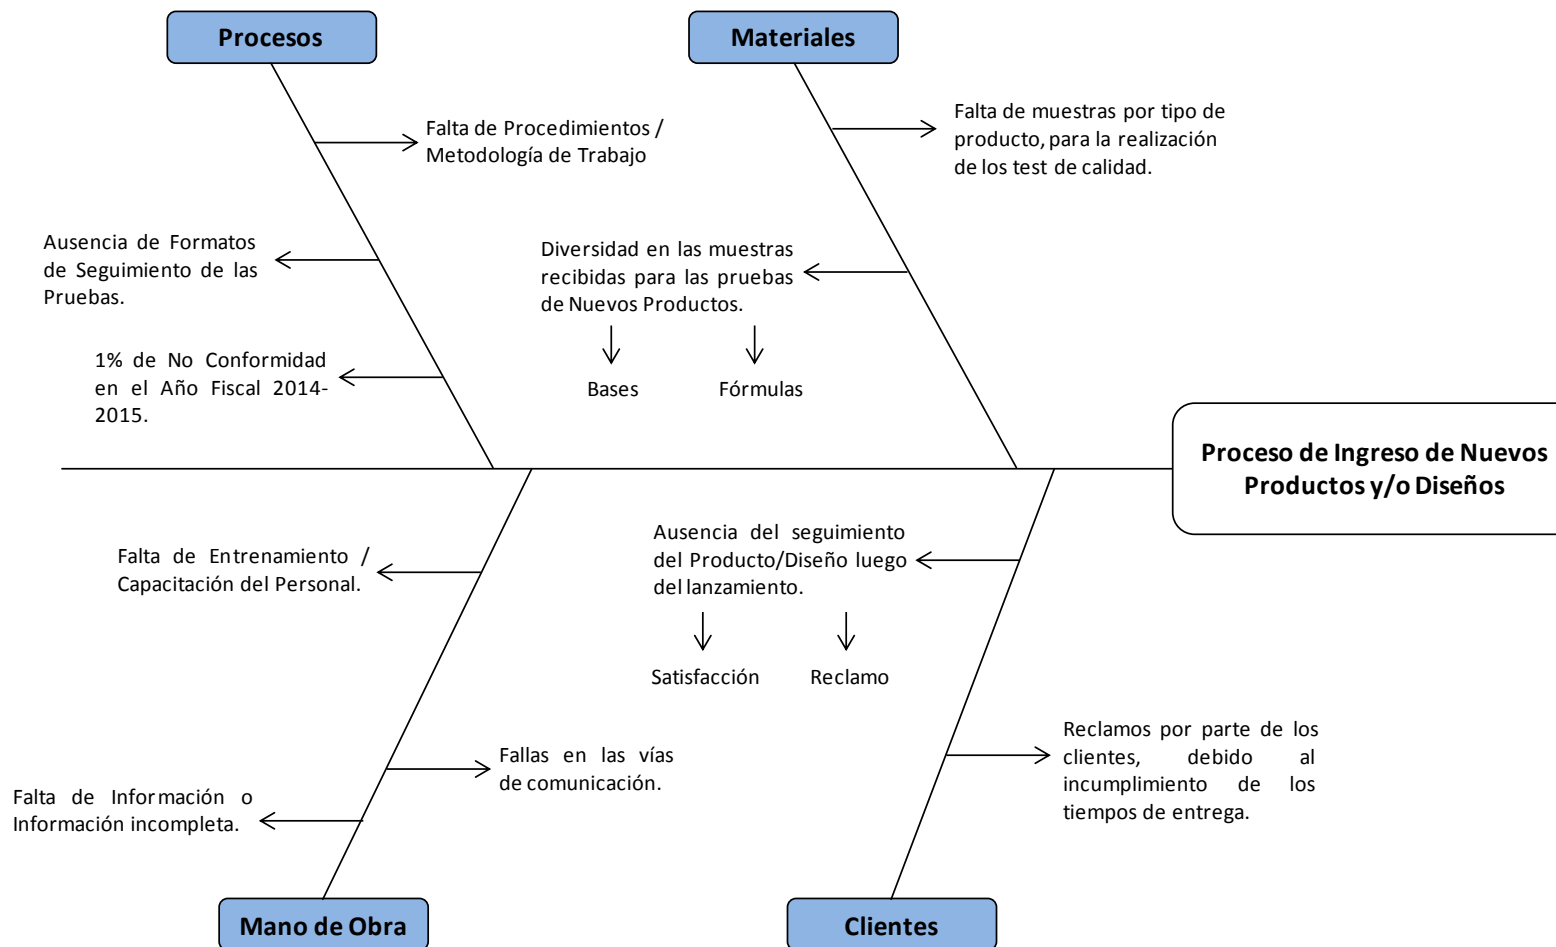 Procesos
Materiales
Falta de Procedimientos /
Metodología de Trabajo
Falta de muestras por tipo de
producto, para la realización
de los test de calidad.
Ausencia de Formatos
de Seguimiento de las
Pruebas.
Diversidad en las muestras
recibidas para las pruebas
de Nuevos Productos.
1% de No Conformidad
en el Año Fiscal 2014-
2015.
Bases
Fórmulas
Proceso de Ingreso de Nuevos
Productos y/o Diseños
Falta de Entrenamiento /
Capacitación del Personal.
Ausencia del seguimiento
del Producto/Diseño luego
del lanzamiento.
Satisfacción
Reclamo
Fallas en las vías
de comunicación.
Falta de Información o
Información incompleta.
Reclamos por parte de los
clientes, debido al
incumplimiento de los
tiempos de entrega.
Mano de Obra
Clientes